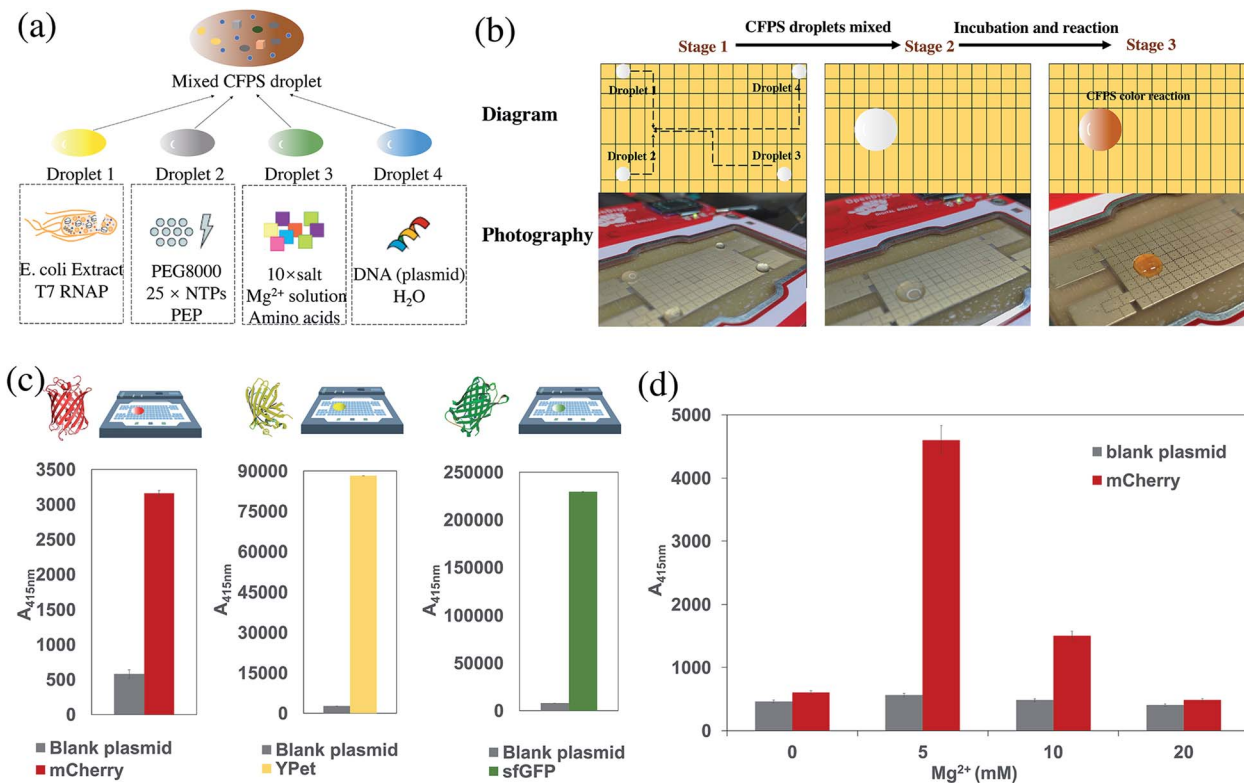 (a)
Mixed CFPS droplet
Droplet 1
Droplet 2
Droplet 3
Droplet 4
E. coli Extract
T7 RNAP
PEG8000
25 × NTPs
PEP
10×salt
Mg²⁺ solution
Amino acids
DNA (plasmid)
H₂O
(b)
CFPS droplets mixed
Incubation and reaction
Stage 1
Stage 2
Stage 3
Diagram
Droplet 1
Droplet 4
Droplet 2
Droplet 3
CFPS color reaction
Photography
(c)
A₄₁₅ₙₘ
3500
3000
2500
2000
1500
1000
500
0
Blank plasmid
mCherry
A₄₁₅ₙₘ
90000
75000
60000
45000
30000
15000
0
Blank plasmid
YPet
A₄₁₅ₙₘ
250000
200000
150000
100000
50000
0
Blank plasmid
sfGFP
(d)
A₄₁₅ₙₘ
5000
4000
3000
2000
1000
0
blank plasmid
mCherry
0
5
10
20
Mg²⁺ (mM)